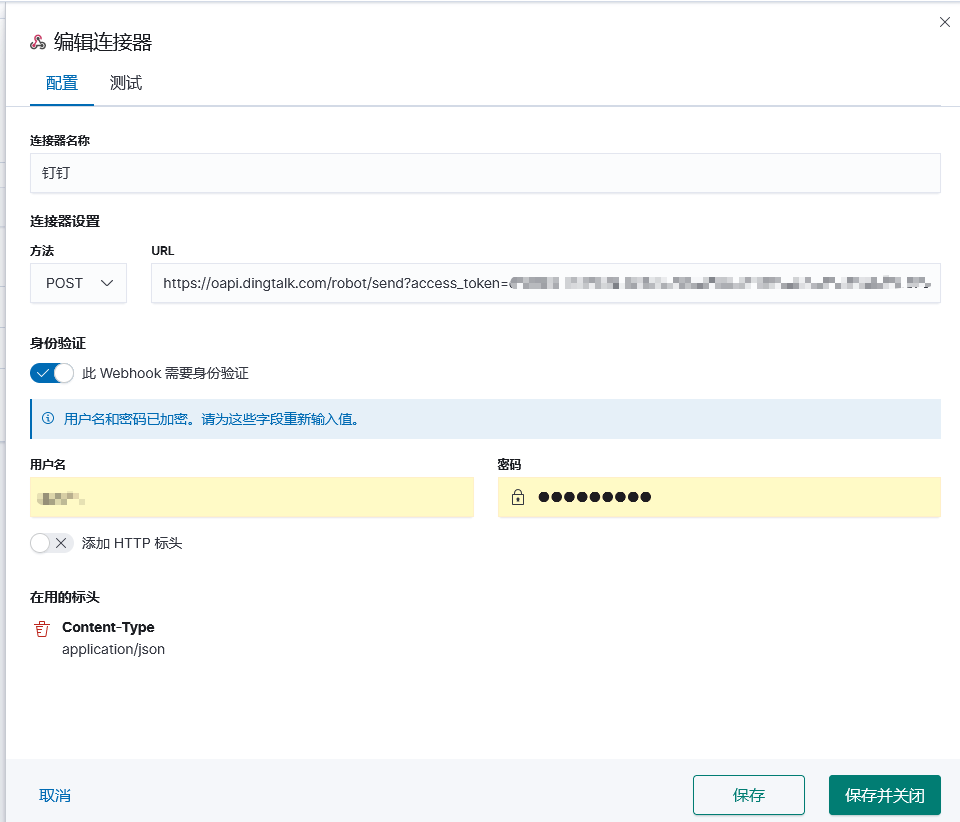 编辑连接器
配置 测试
连接器名称
钉钉
连接器设置
方法 URL
POST https://oapi.dingtalk.com/robot/send?access_token=
身份验证
此 Webhook 需要身份验证
用户名和密码已加密。请为这些字段重新输入值。
用户名 密码
添加 HTTP 标头
在用的标头
Content-Type
application/json
取消 保存 保存并关闭